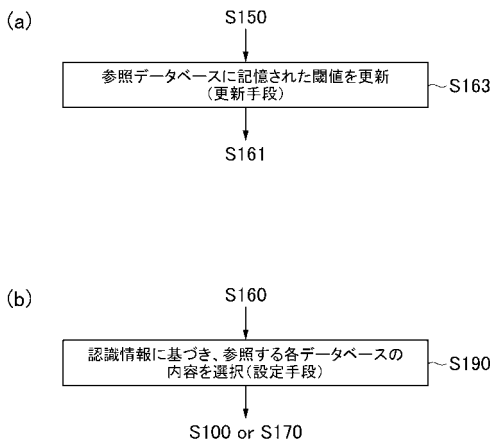 (a)
S150
参照データベースに記憶された閾値を更新
(更新手段)
S163
S161
(b)
S160
認識情報に基づき、参照する各データベースの
内容を選択(設定手段)
S190
S100 or S170